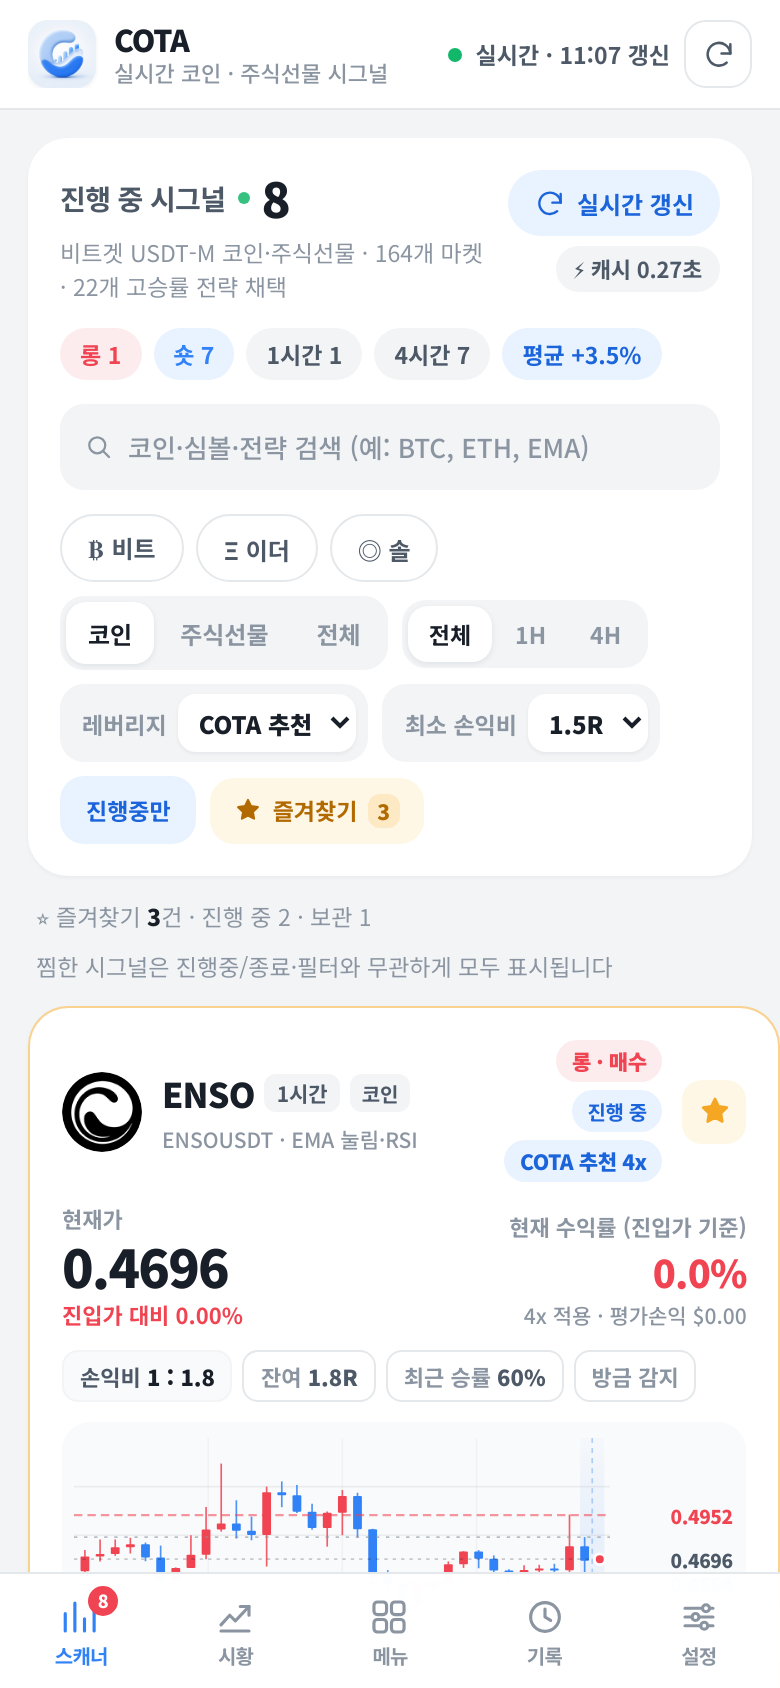 COTA
실시간 코인 · 주식선물 시그널
실시간 · 11:07 갱신
진행 중 시그널 8
실시간 갱신
비트겟 USDT-M 코인·주식선물 · 164개 마켓
· 22개 고승률 전략 채택
⚡ 캐시 0.27초
롱 1 숏 7 1시간 1 4시간 7 평균 +3.5%
코인·심볼·전략 검색 (예: BTC, ETH, EMA)
₿ 비트 Ξ 이더 ◎ 솔
코인 주식선물 전체 전체 1H 4H
레버리지 COTA 추천 최소 손익비 1.5R
진행중만 ★ 즐겨찾기 3
☆ 즐겨찾기 3건 · 진행 중 2 · 보관 1
찜한 시그널은 진행중/종료·필터와 무관하게 모두 표시됩니다
롱 · 매수
ENSO 1시간 코인
진행 중
ENSOUSDT · EMA 눌림·RSI
COTA 추천 4x
현재가
현재 수익률 (진입가 기준)
0.4696
0.0%
진입가 대비 0.00%
4x 적용 · 평가손익 $0.00
손익비 1 : 1.8 잔여 1.8R 최근 승률 60% 방금 감지
0.4952
0.4696
8
스캐너 시황 메뉴 기록 설정